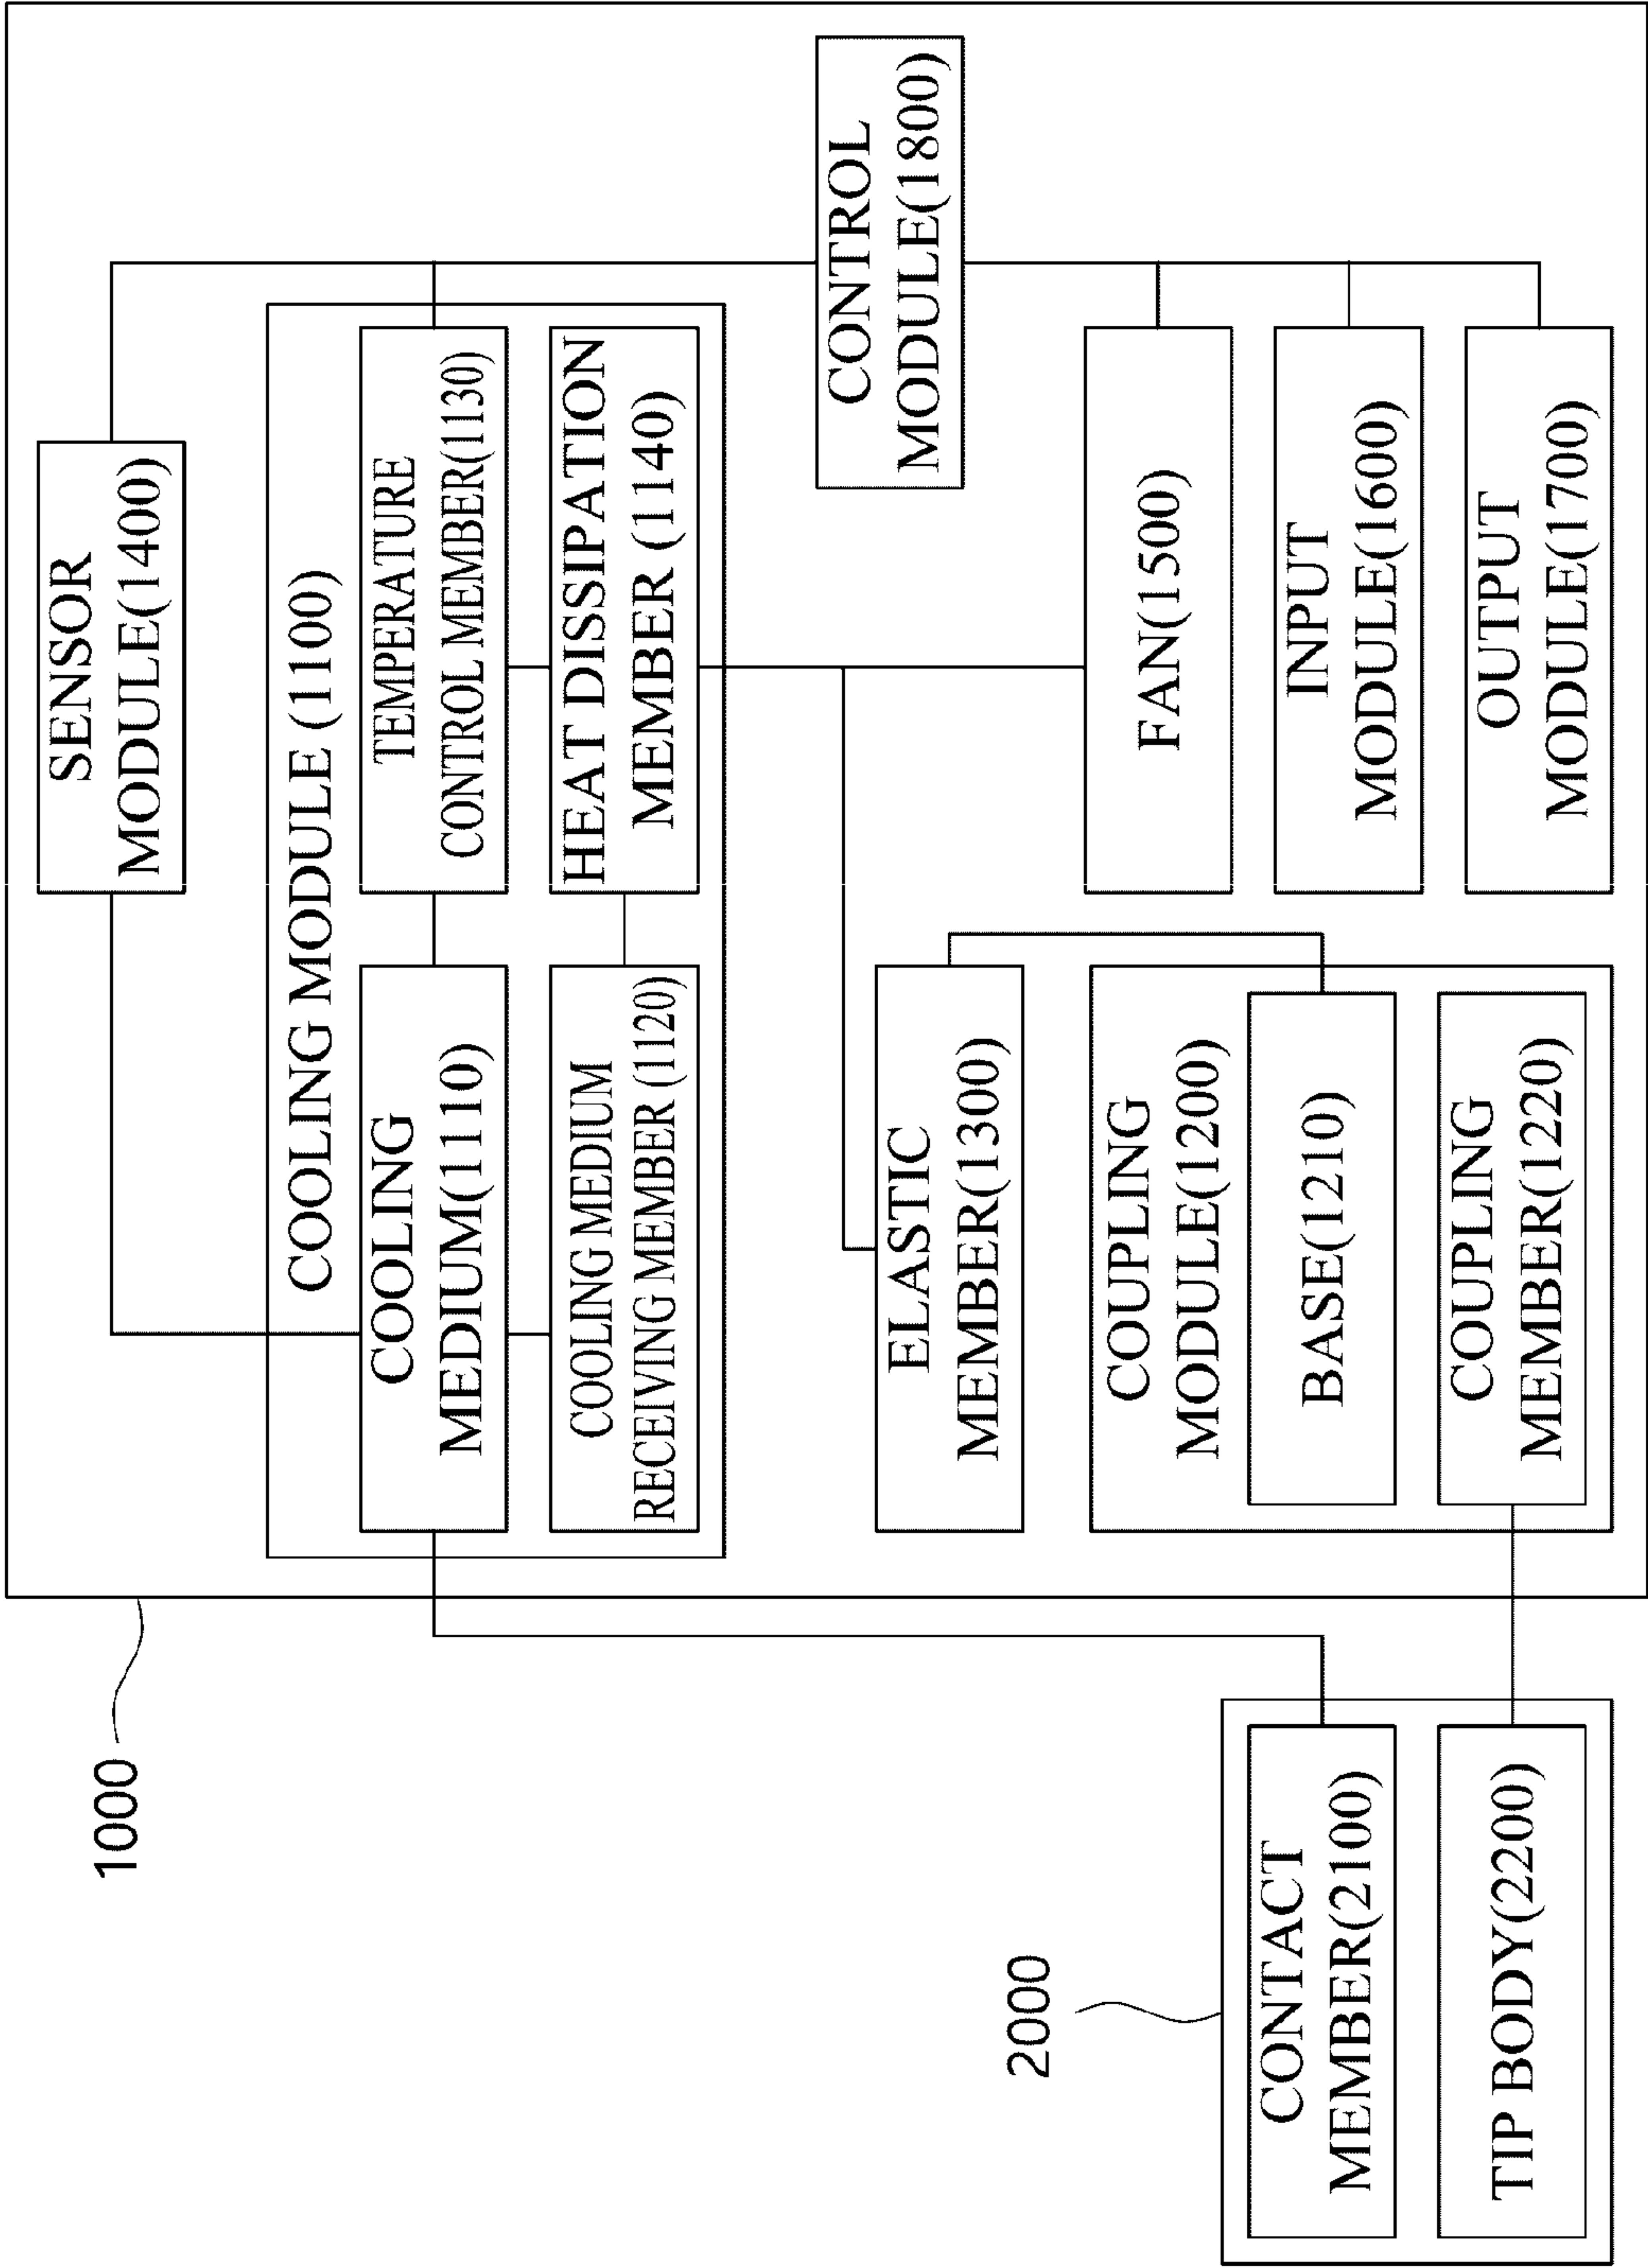 1000
SENSOR
MODULE(1400)
COOLING MODULE (1100)
COOLING
MEDIUM(1110)
TEMPERATURE
CONTROL MEMBER(1130)
COOLING MEDIUM
RECEIVING MEMBER (1120)
HEAT DISSIPATION
MEMBER (1140)
CONTROL
MODULE(1800)
ELASTIC
MEMBER(1300)
FAN(1500)
COUPLING
MODULE(1200)
BASE(1210)
INPUT
MODULE(1600)
COUPLING
MEMBER(1220)
OUTPUT
MODULE(1700)
2000
CONTACT
MEMBER(2100)
TIP BODY(2200)